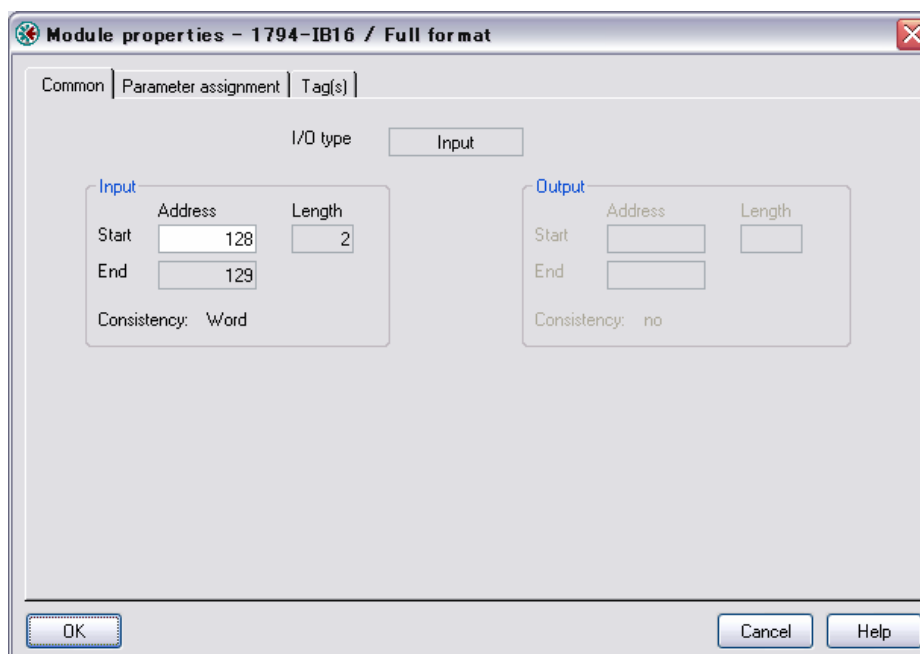 Module properties - 1794-IB16 / Full format
Common Parameter assignment Tag(s)
I/O type Input
Input
Address Length
Start 128 2
End 129
Consistency: Word
Output
Address Length
Start
End
Consistency: no
OK Cancel Help